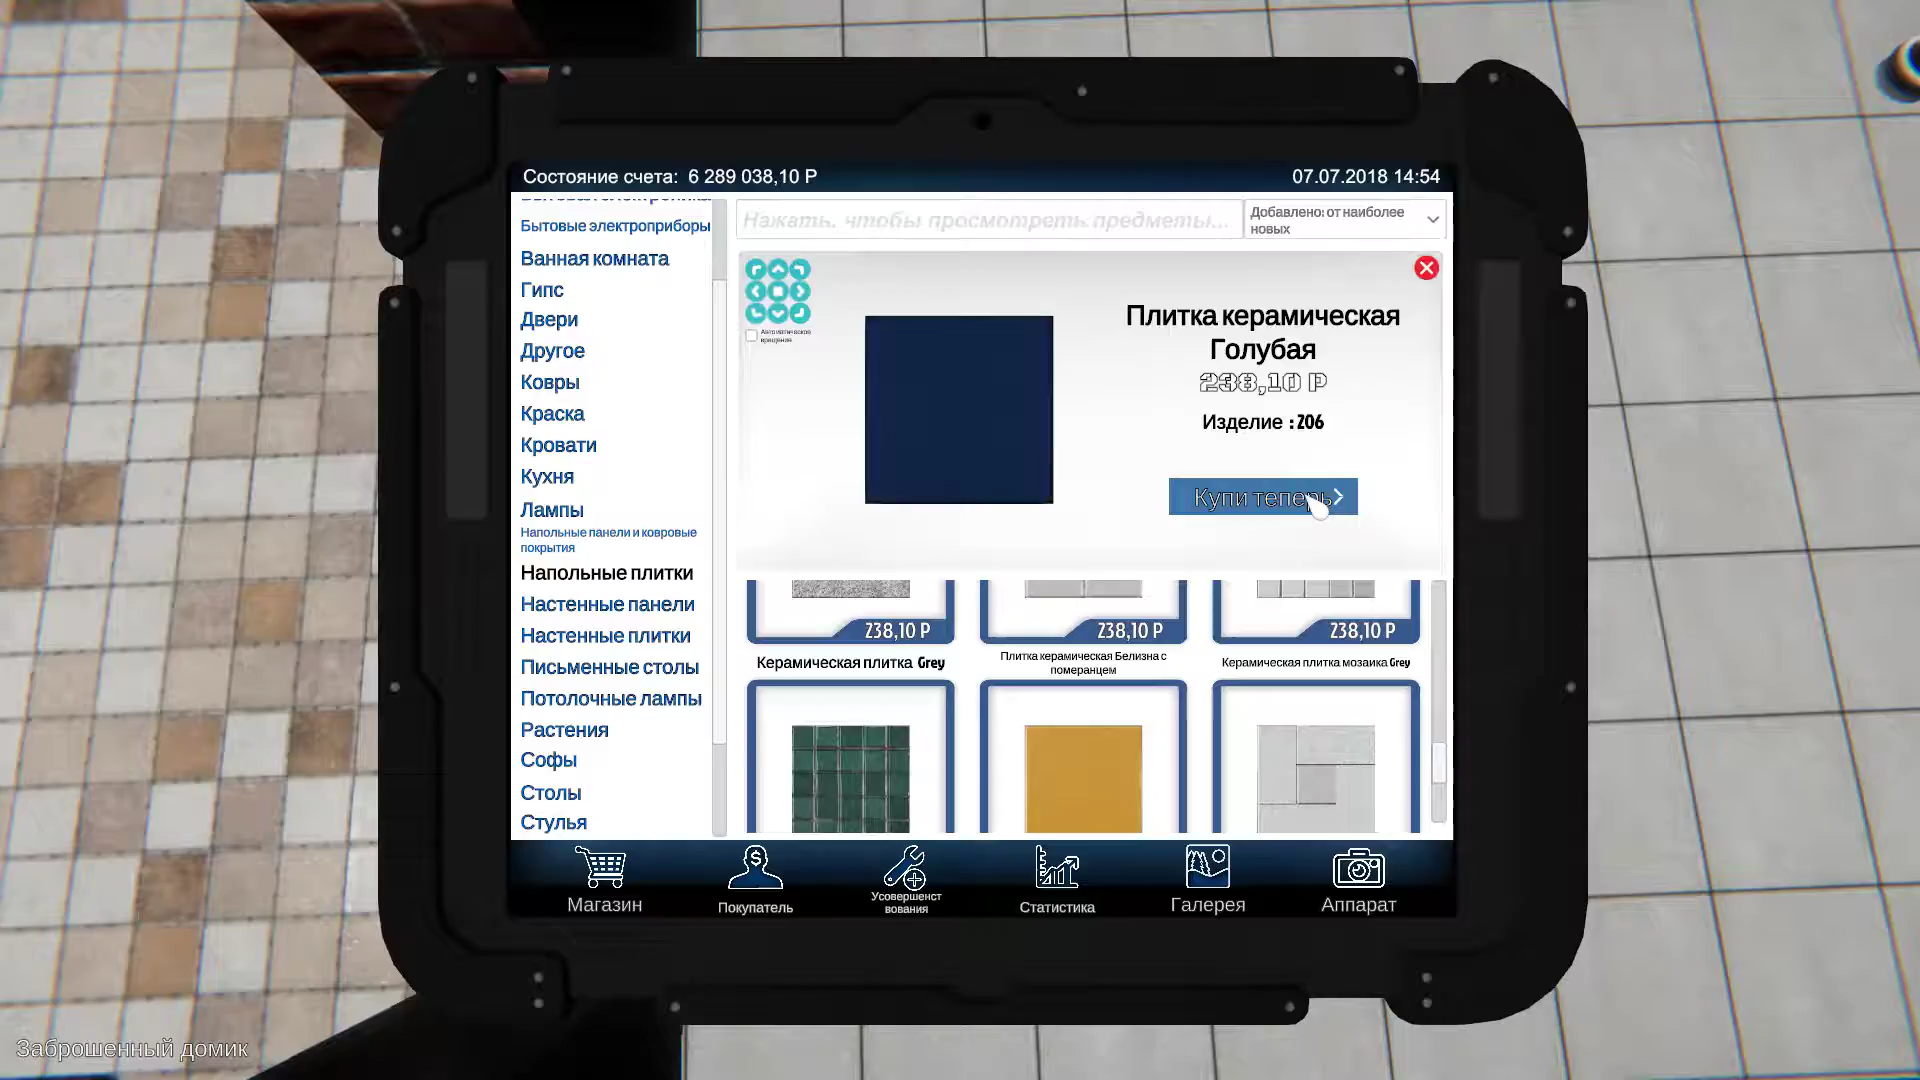 Состояние счета: 6 289 038,10 Р
07.07.2018 14:54
Бытовые электроприборы
Ванная комната
Гипс
Двери
Другое
Ковры
Краска
Кровати
Кухня
Лампы
Напольные панели и ковровые
покрытия
Напольные плитки
Настенные панели
Настенные плитки
Письменные столы
Потолочные лампы
Растения
Софы
Столы
Стулья
Нажать, чтобы просмотреть предметы...
Добавлено: от наиболее
новых
Автоматическое
вращение
Плитка керамическая
Голубая
238,10 Р
Изделие : 206
Купи теперь
238,10 Р
238,10 Р
238,10 Р
Керамическая плитка Grey
Плитка керамическая Белизна с
померанцем
Керамическая плитка мозаика Grey
Магазин
Покупатель
Усовершенст
вования
Статистика
Галерея
Аппарат
Заброшенный домик